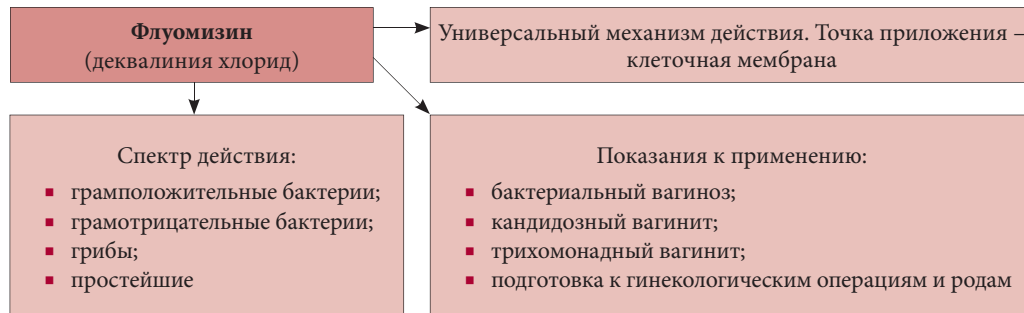 Флуомизин
(деквалиния хлорид)
Универсальный механизм действия. Точка приложения –
клеточная мембрана
Спектр действия:
■ грамположительные бактерии;
■ грамотрицательные бактерии;
■ грибы;
■ простейшие
Показания к применению:
■ бактериальный вагиноз;
■ кандидозный вагинит;
■ трихомонадный вагинит;
■ подготовка к гинекологическим операциям и родам